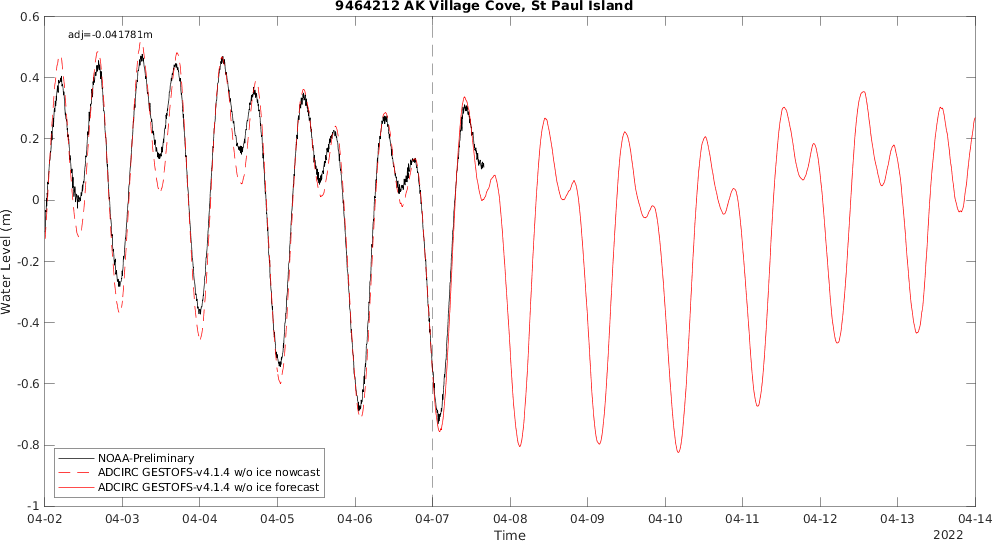 9464212 AK Village Cove, St Paul Island
adj=-0.041781m
0.6
0.4
0.2
0
-0.2
-0.4
-0.6
-0.8
-1
Water Level (m)
NOAA-Preliminary
ADCIRC GESTOFS-v4.1.4 w/o ice nowcast
ADCIRC GESTOFS-v4.1.4 w/o ice forecast
04-02 04-03 04-04 04-05 04-06 04-07 04-08 04-09 04-10 04-11 04-12 04-13 04-14
Time
2022